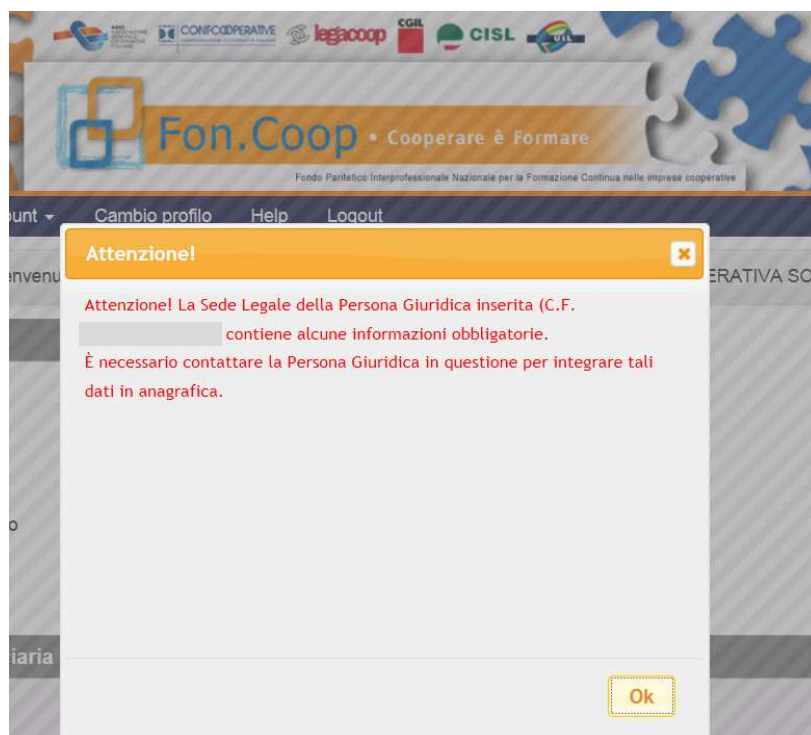 CONFCOOPERATIVE
legacoop
CGIL
CISL
UIL
Fon.Coop • Cooperare è Formare
Fondo Paritetico Interprofessionale Nazionale per la Formazione Continua nelle imprese cooperative
ount
Cambio profilo
Help
Logout
Attenzione!
envenu
ERATIVA SO
Attenzione! La Sede Legale della Persona Giuridica inserita (C.F.
contiene alcune informazioni obbligatorie.
È necessario contattare la Persona Giuridica in questione per integrare tali
dati in anagrafica.
o
iaria
Ok